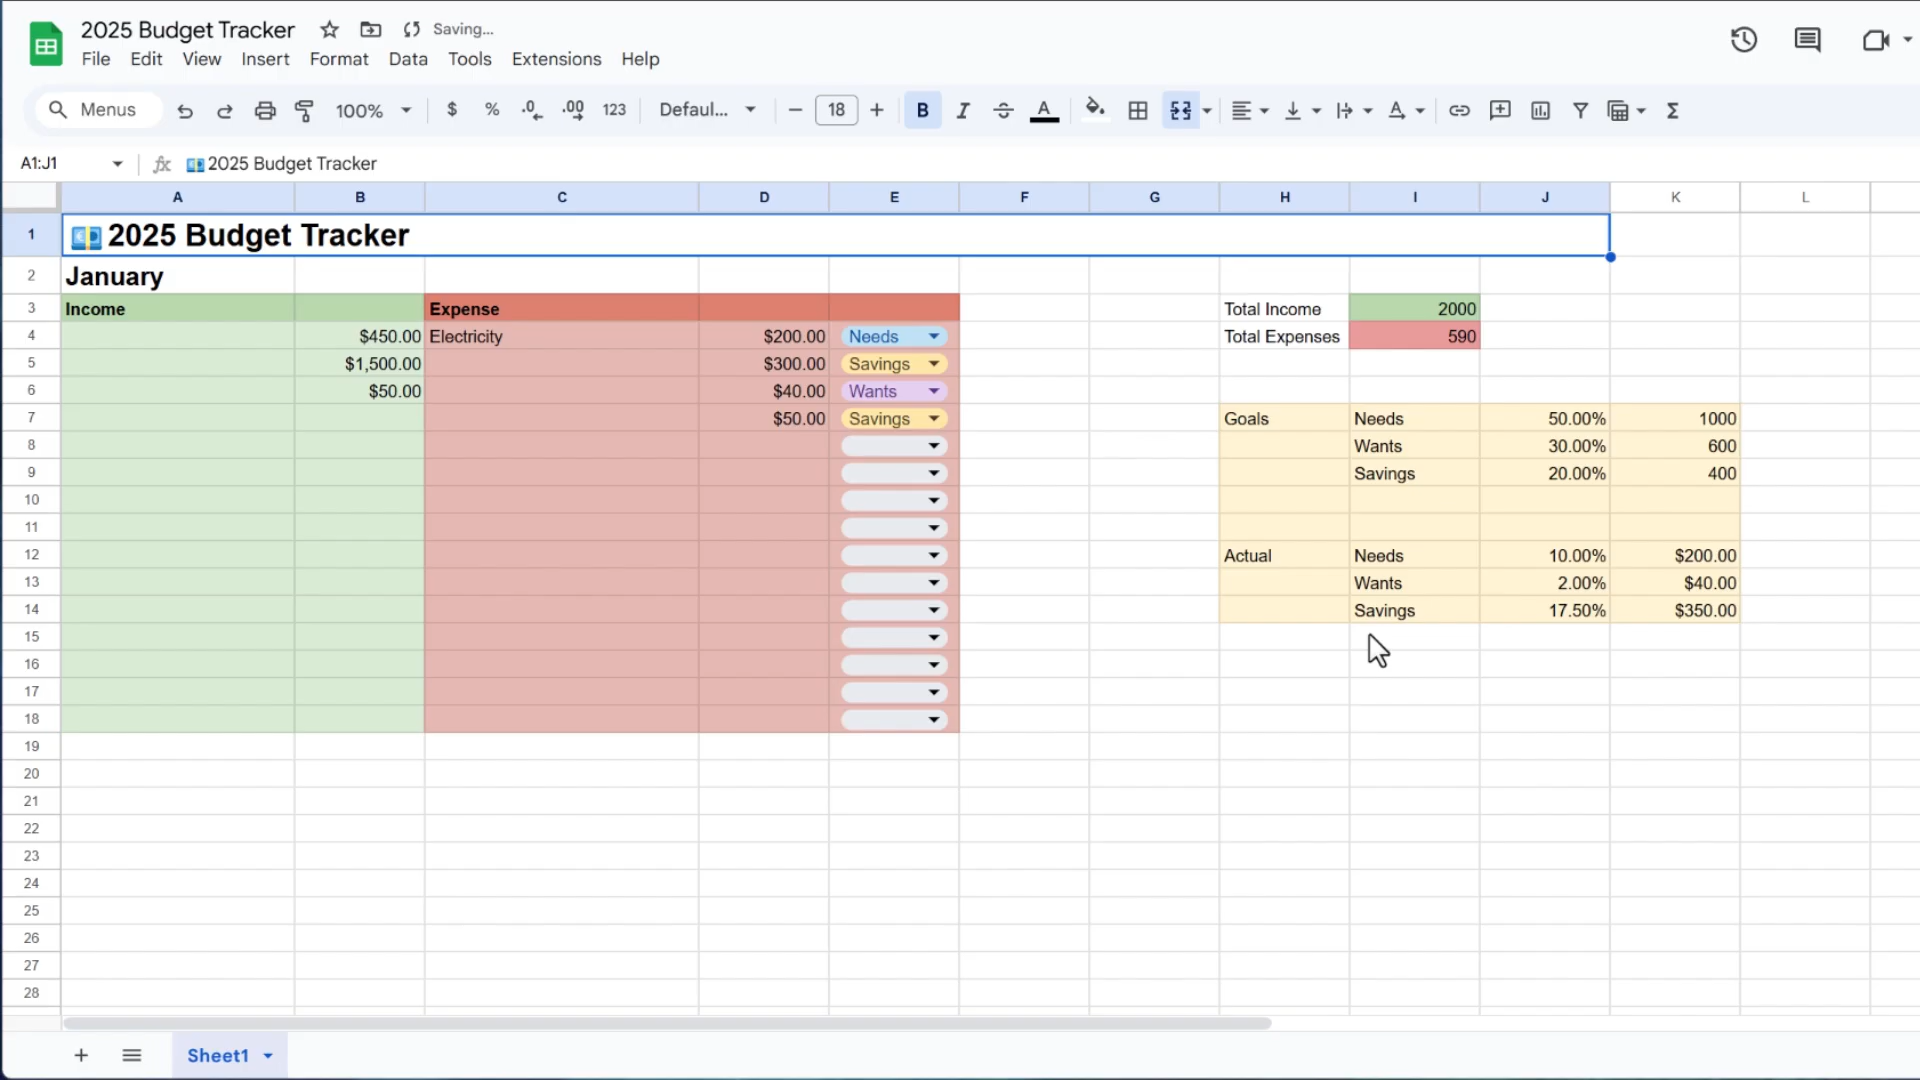 2025 Budget Tracker Saving...
File Edit View Insert Format Data Tools Extensions Help
Menus 100% $ % .0 .00 123 Defaul... 18 B I A A Σ
A1:J1 fx 2025 Budget Tracker
A B C D E F G H I J K L
1 2025 Budget Tracker
2 January
3 Income Expense Total Income 2000
4 $450.00 Electricity $200.00 Needs Total Expenses 590
5 $1,500.00 $300.00 Savings
6 $50.00 $40.00 Wants
7 $50.00 Savings Goals Needs 50.00% 1000
8 Wants 30.00% 600
9 Savings 20.00% 400
10
11
12 Actual Needs 10.00% $200.00
13 Wants 2.00% $40.00
14 Savings 17.50% $350.00
15
16
17
18
19
20
21
22
23
24
25
26
27
28
Sheet1